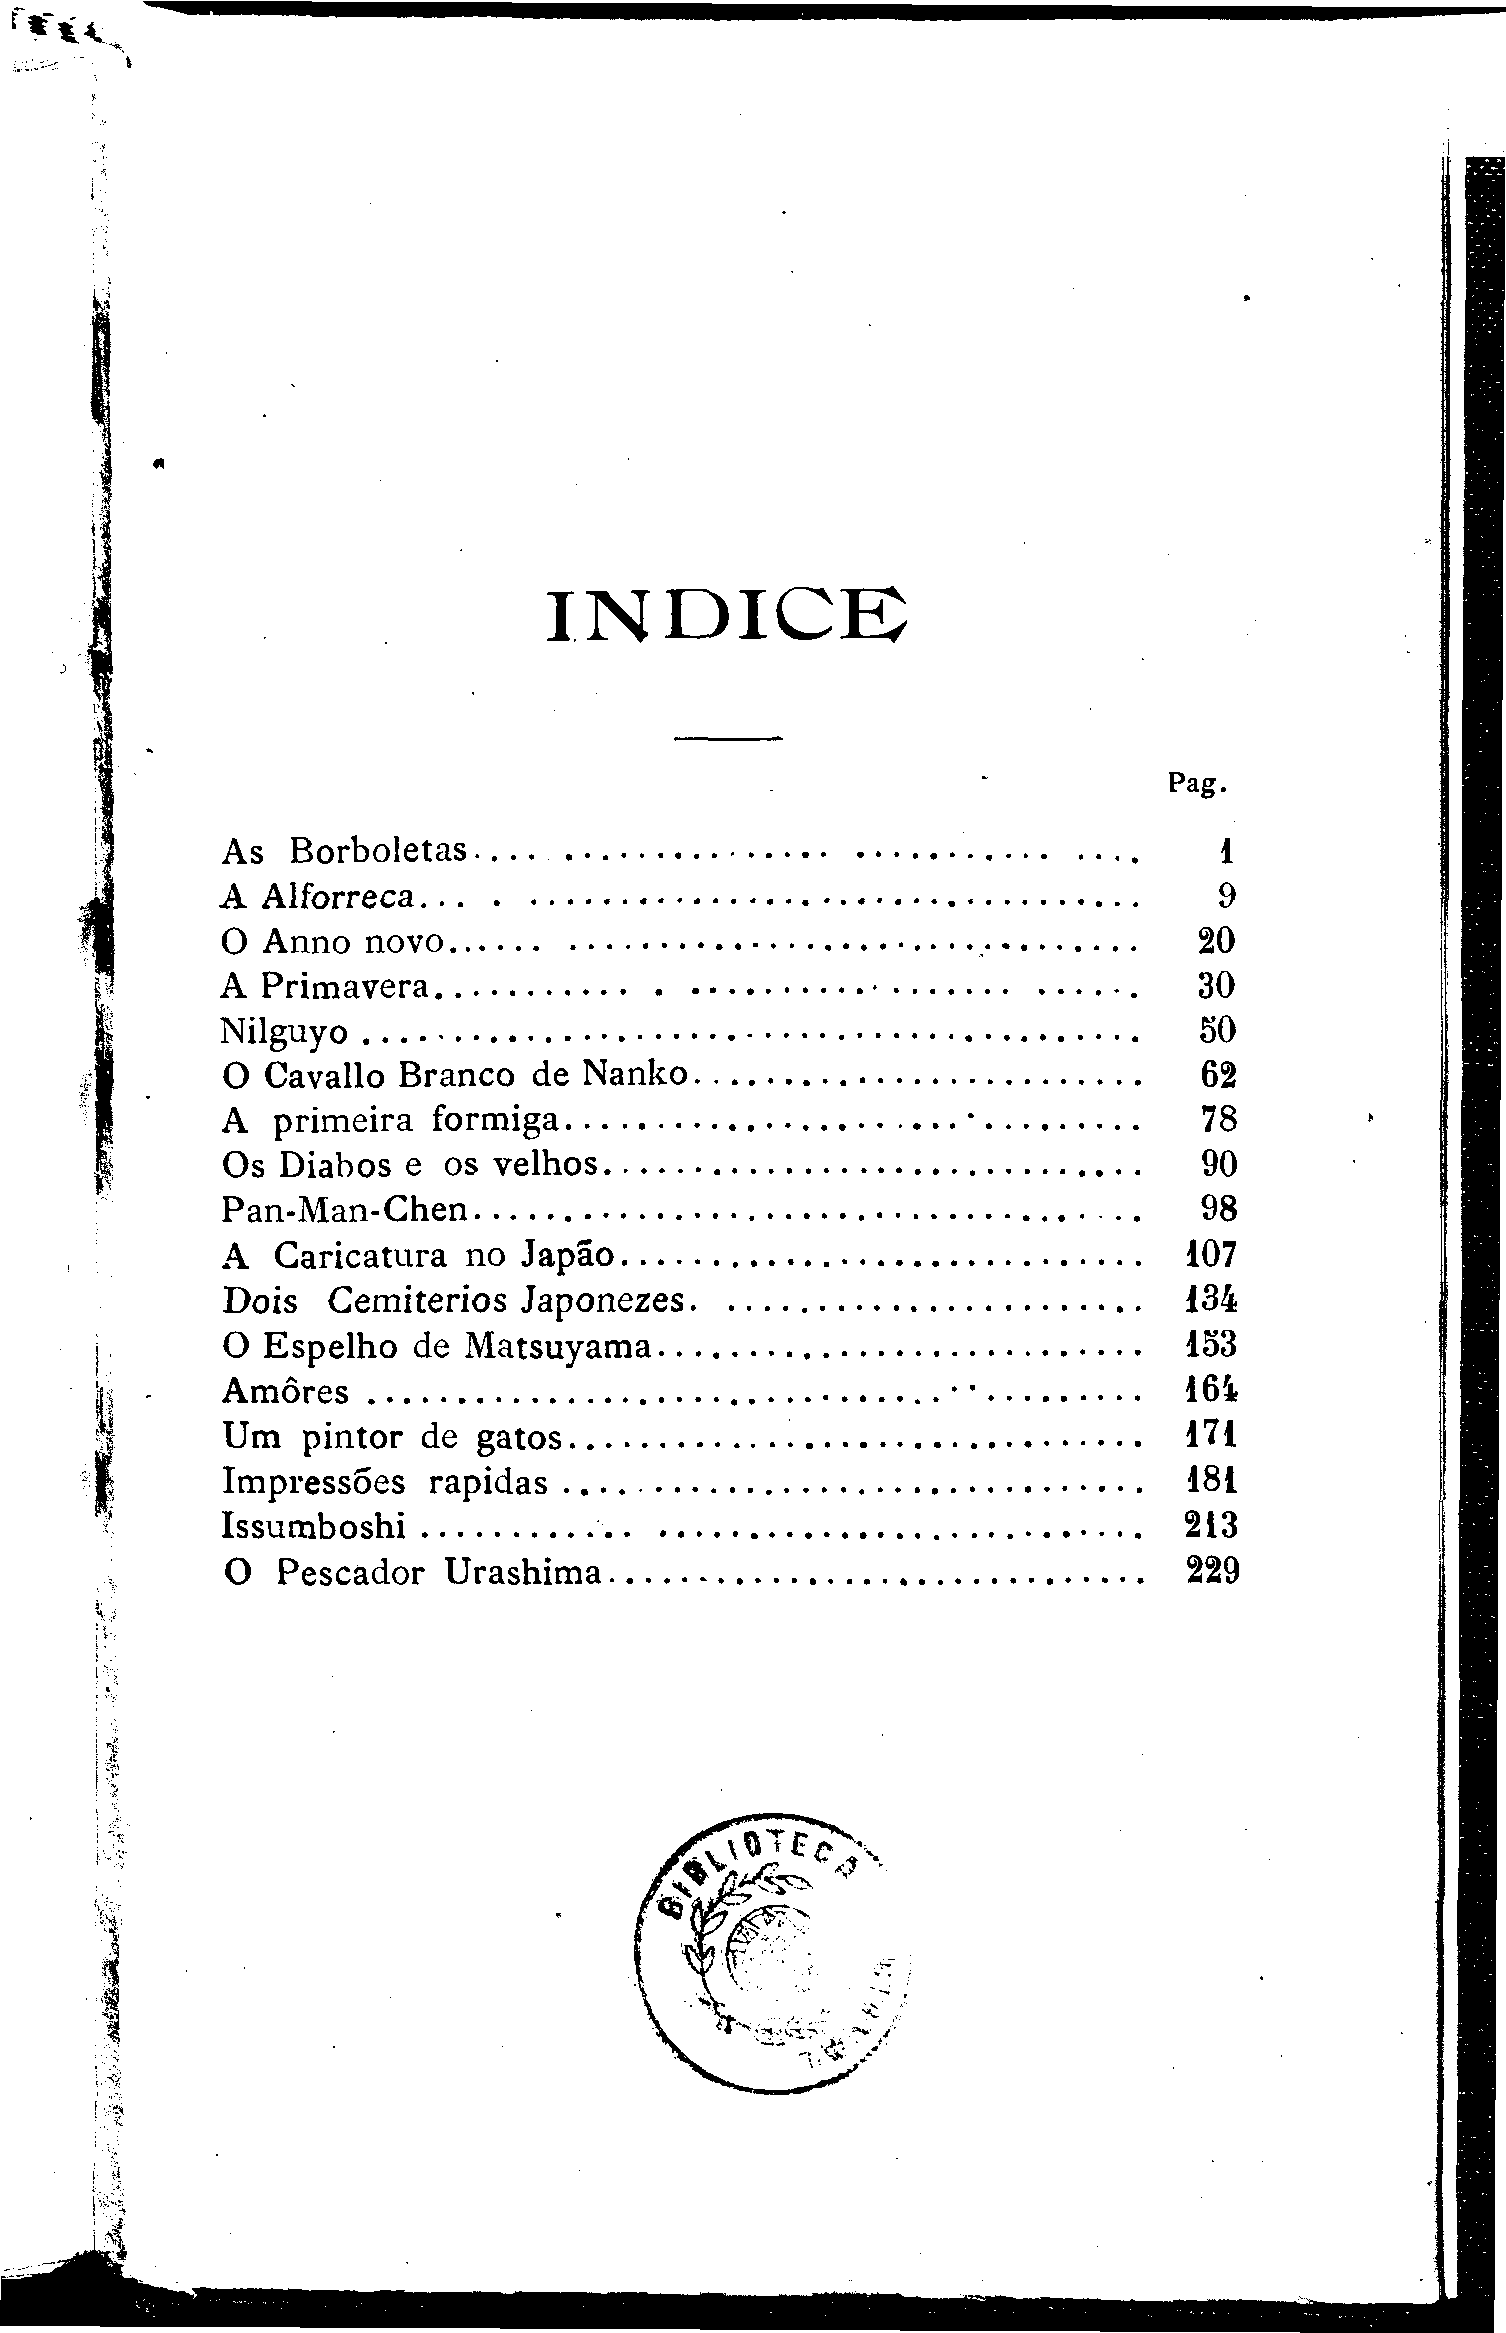 INDICE
Pag.
As Borboletas.... ............... ........... .... 1
A Alforreca... . .................................. 9
O Anno novo...... ................................ 20
A Primavera........... . .................. ...... 30
Nilguyo ........................................... 50
O Cavallo Branco de Nanko......................... 62
A primeira formiga................................ 78
Os Diabos e os velhos.............................. 90
Pan-Man-Chen..................................... 98
A Caricatura no Japão............................. 107
Dois Cemiterios Japonezes. ....................... 134
O Espelho de Matsuyama........................... 153
Amôres ........................................... 164
Um pintor de gatos................................ 171
Impressões rapidas ................................ 181
Issumboshi ............ ........................... 213
O Pescador Urashima.............................. 229
BIBLIOTECA